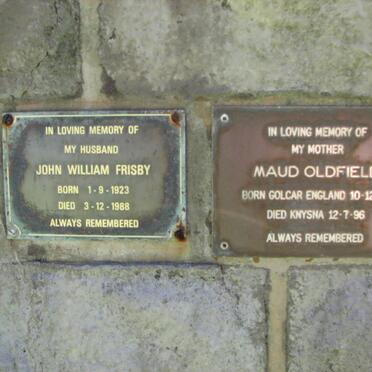 IN LOVING MEMORY OF
MY HUSBAND
JOHN WILLIAM FRISBY
BORN 1-9-1923
DIED 3-12-1988
ALWAYS REMEMBERED
IN LOVING MEMORY OF
MY MOTHER
MAUD OLDFIELD
BORN GOLCAR ENGLAND 10-12
DIED KNYSNA 12-7-96
ALWAYS REMEMBERED